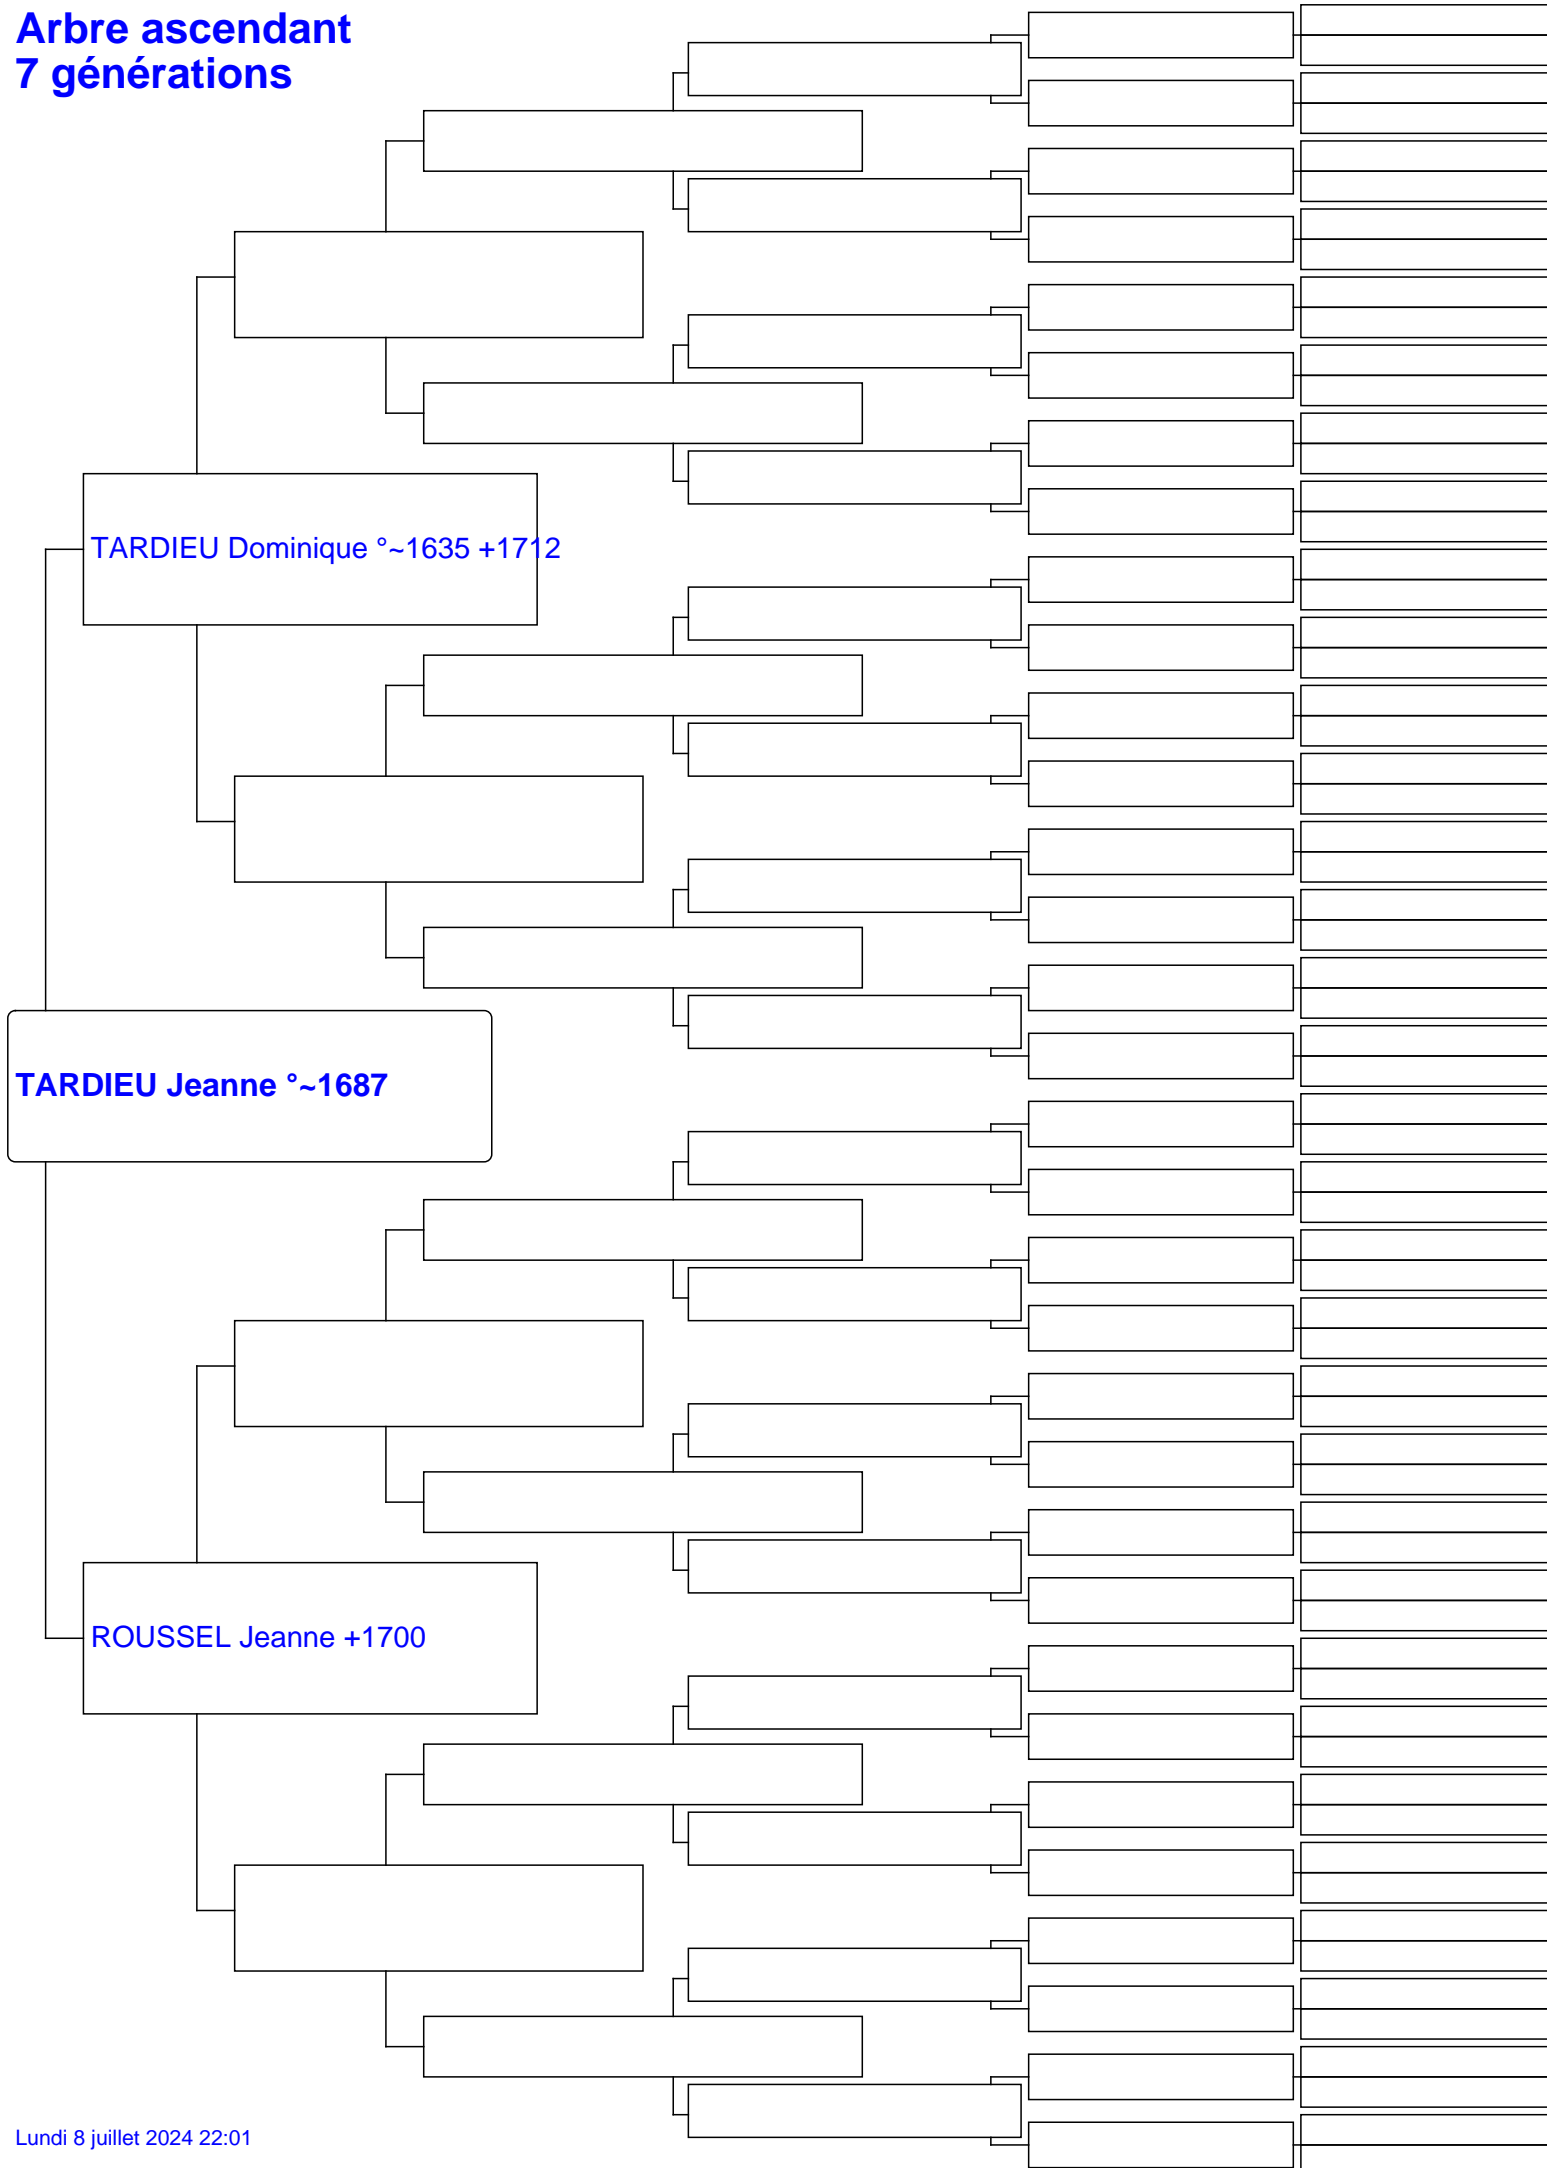 Arbre ascendant
7 générations
TARDIEU Dominique °~1635 +1712
TARDIEU Jeanne °~1687
ROUSSEL Jeanne +1700
Lundi 8 juillet 2024 22:01